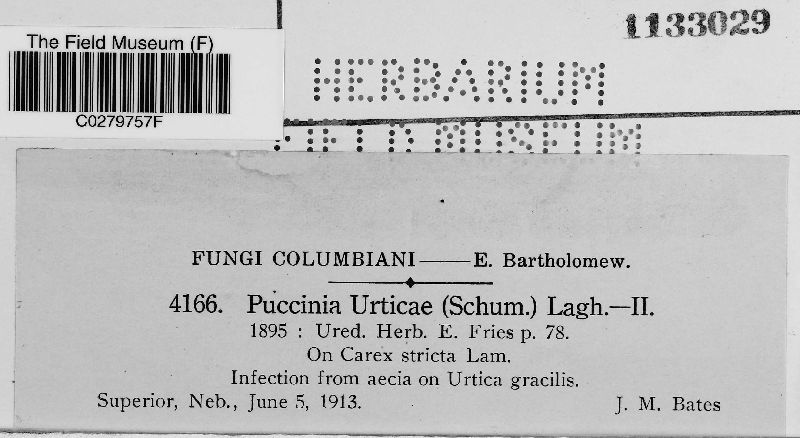 1133029
The Field Museum (F)
C0279757F
HERBARIUM
FIELD MUSEUM
FUNGI COLUMBIANI——E. Bartholomew.
4166. Puccinia Urticae (Schum.) Lagh.—II.
1895 : Ured. Herb. E. Fries p. 78.
On Carex stricta Lam.
Infection from aecia on Urtica gracilis.
Superior, Neb., June 5, 1913. J. M. Bates